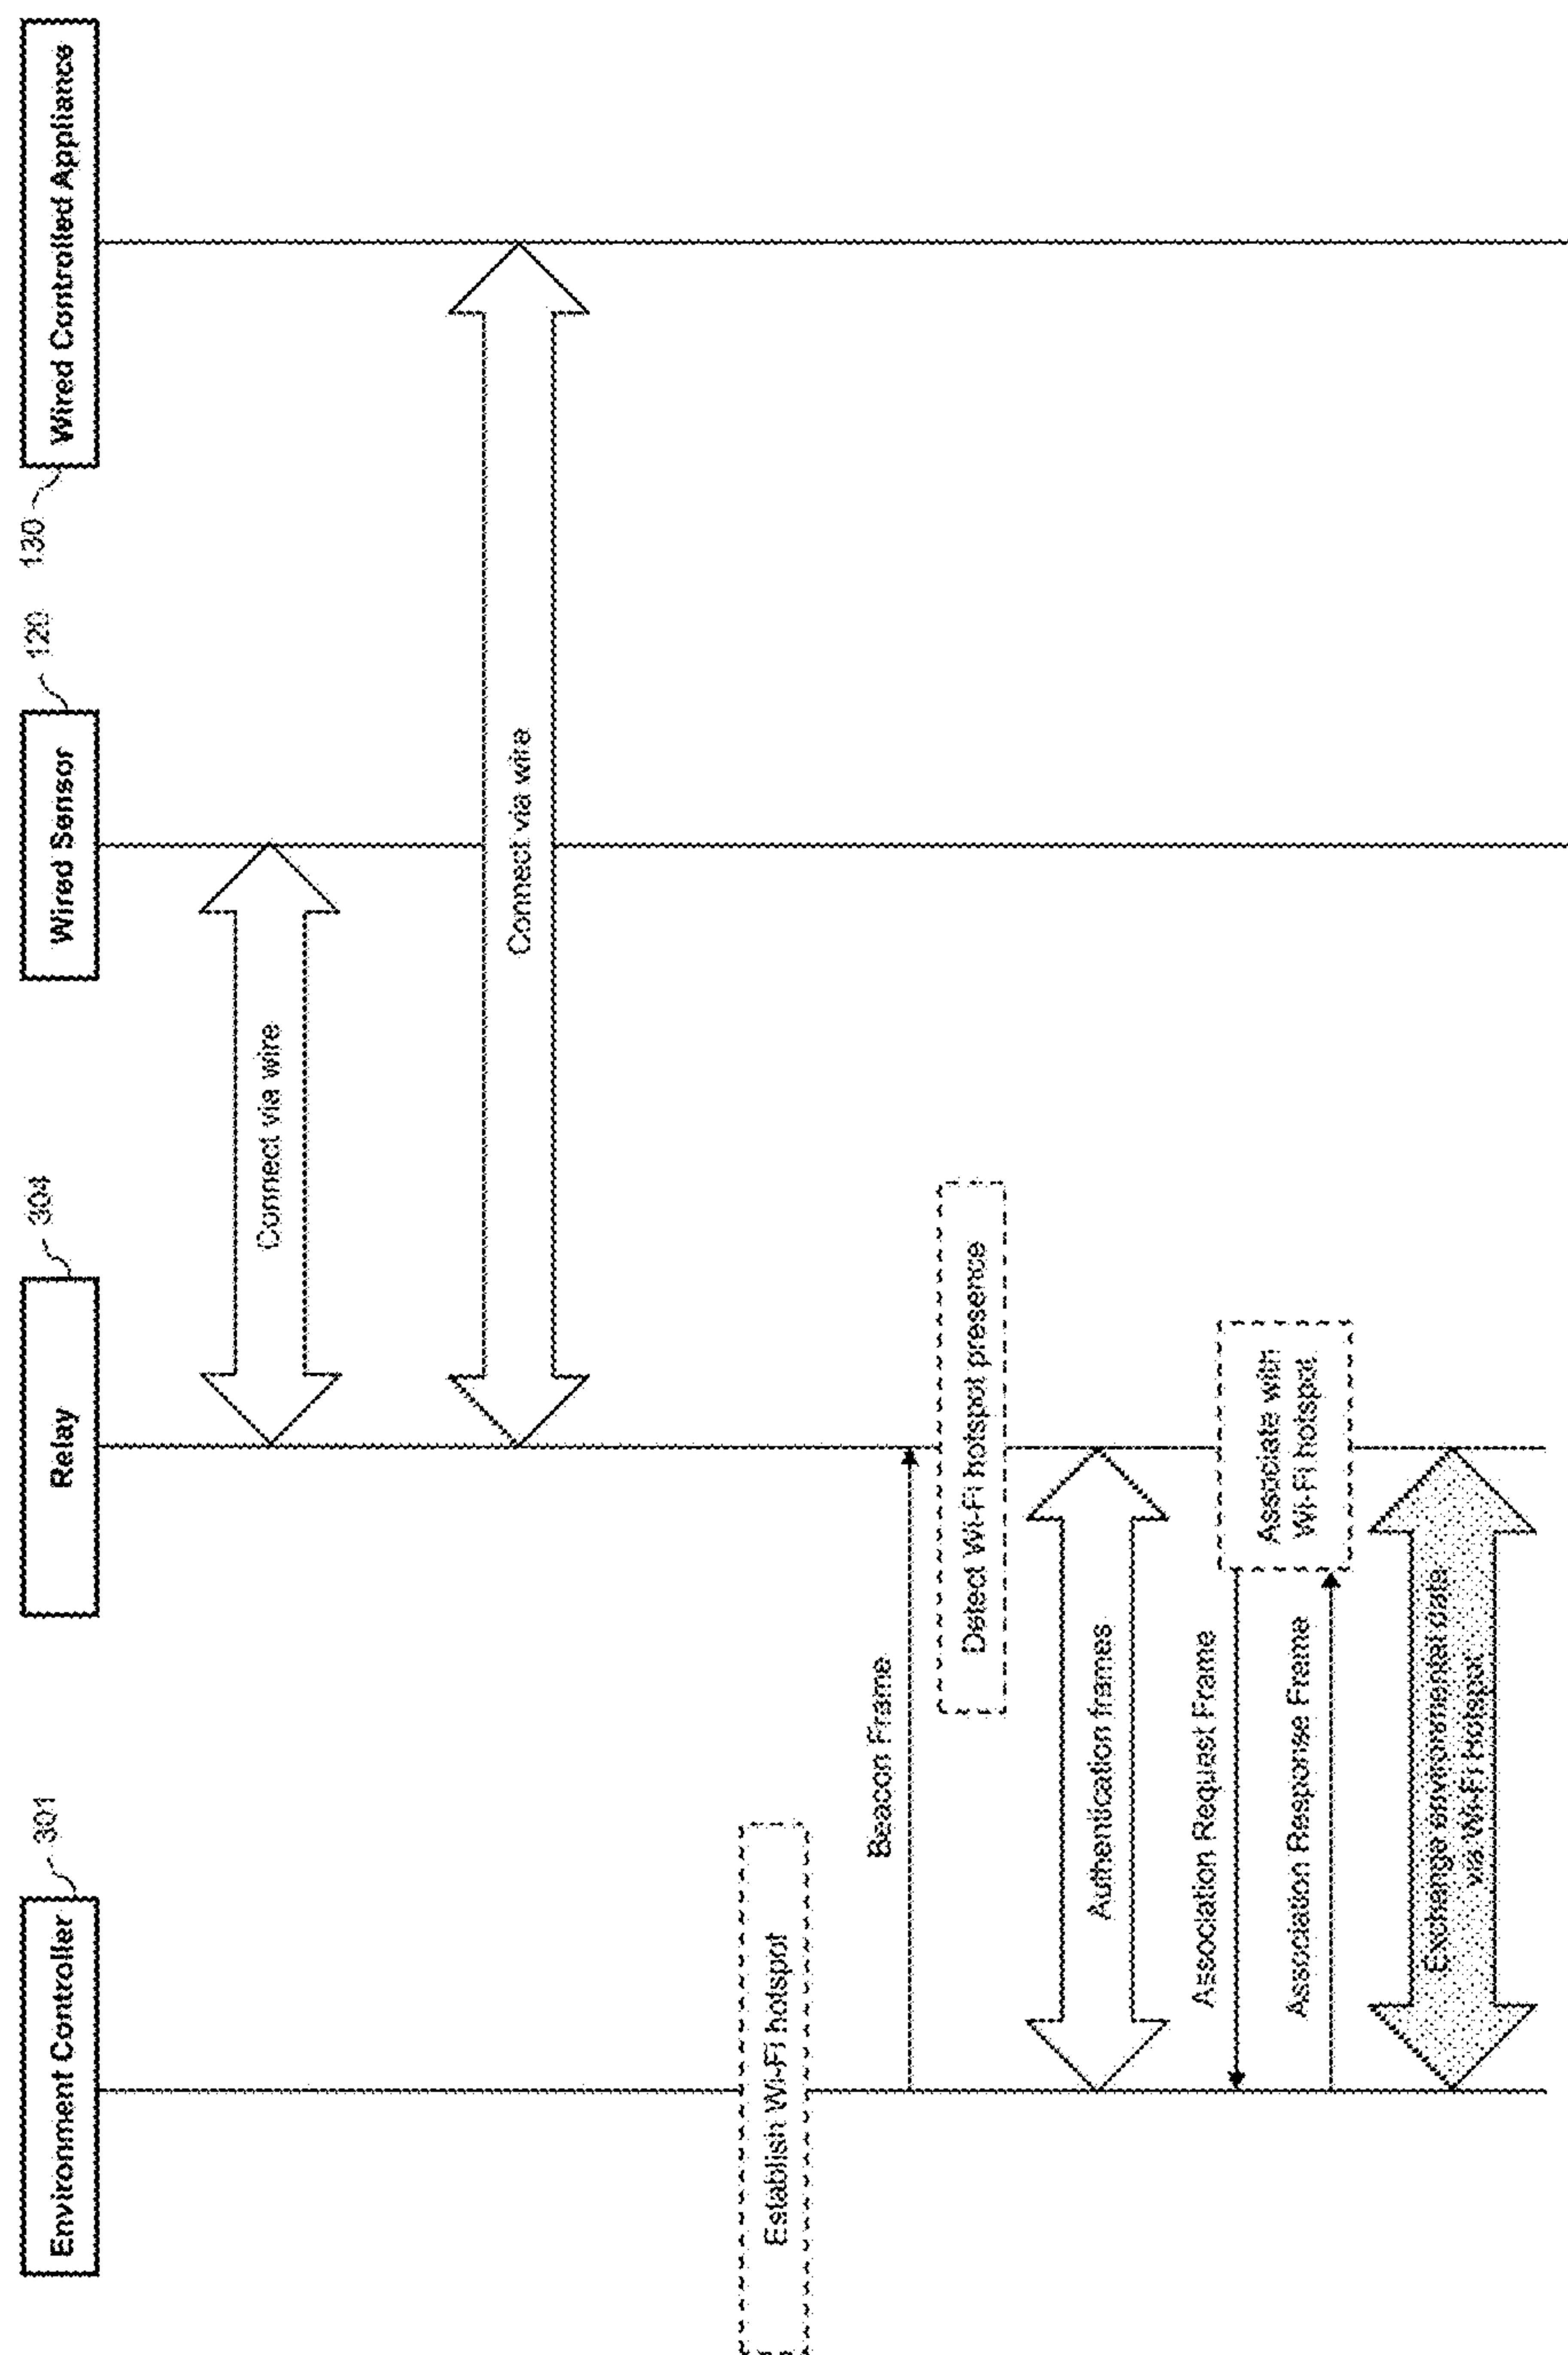 Environment Controller
301
Relay
304
Wired Sensor
120
Wired Controlled Appliance
130
Connect via wire
Connect via wire
Establish Wi-Fi hotspot
Beacon Frame
Detect Wi-Fi hotspot presence
Authentication frames
Association Request Frame
Associate with
Wi-Fi hotspot
Association Response Frame
Exchange environmental data
via Wi-Fi hotspot